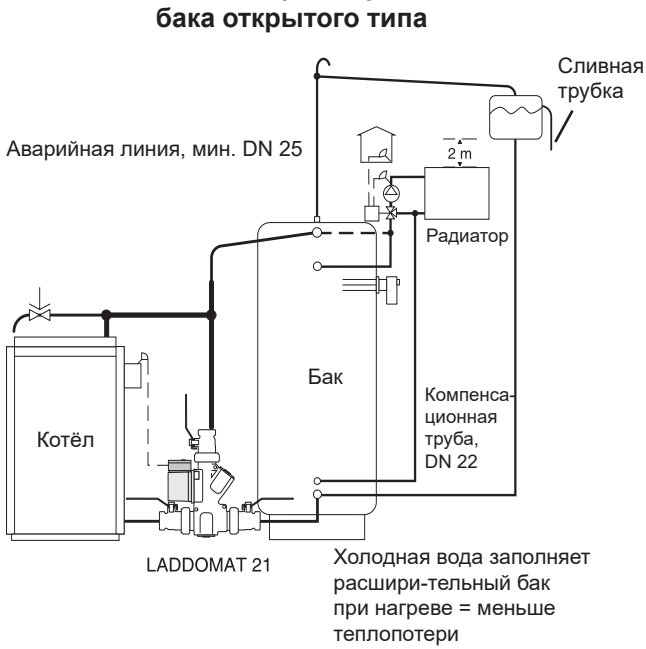 бака открытого типа
Сливная
трубка
Аварийная линия, мин. DN 25
2 m
Радиатор
Бак
Компенса-
ционная
труба,
DN 22
Котёл
LADDOMAT 21
Холодная вода заполняет
расшири-тельный бак
при нагреве = меньше
теплопотери